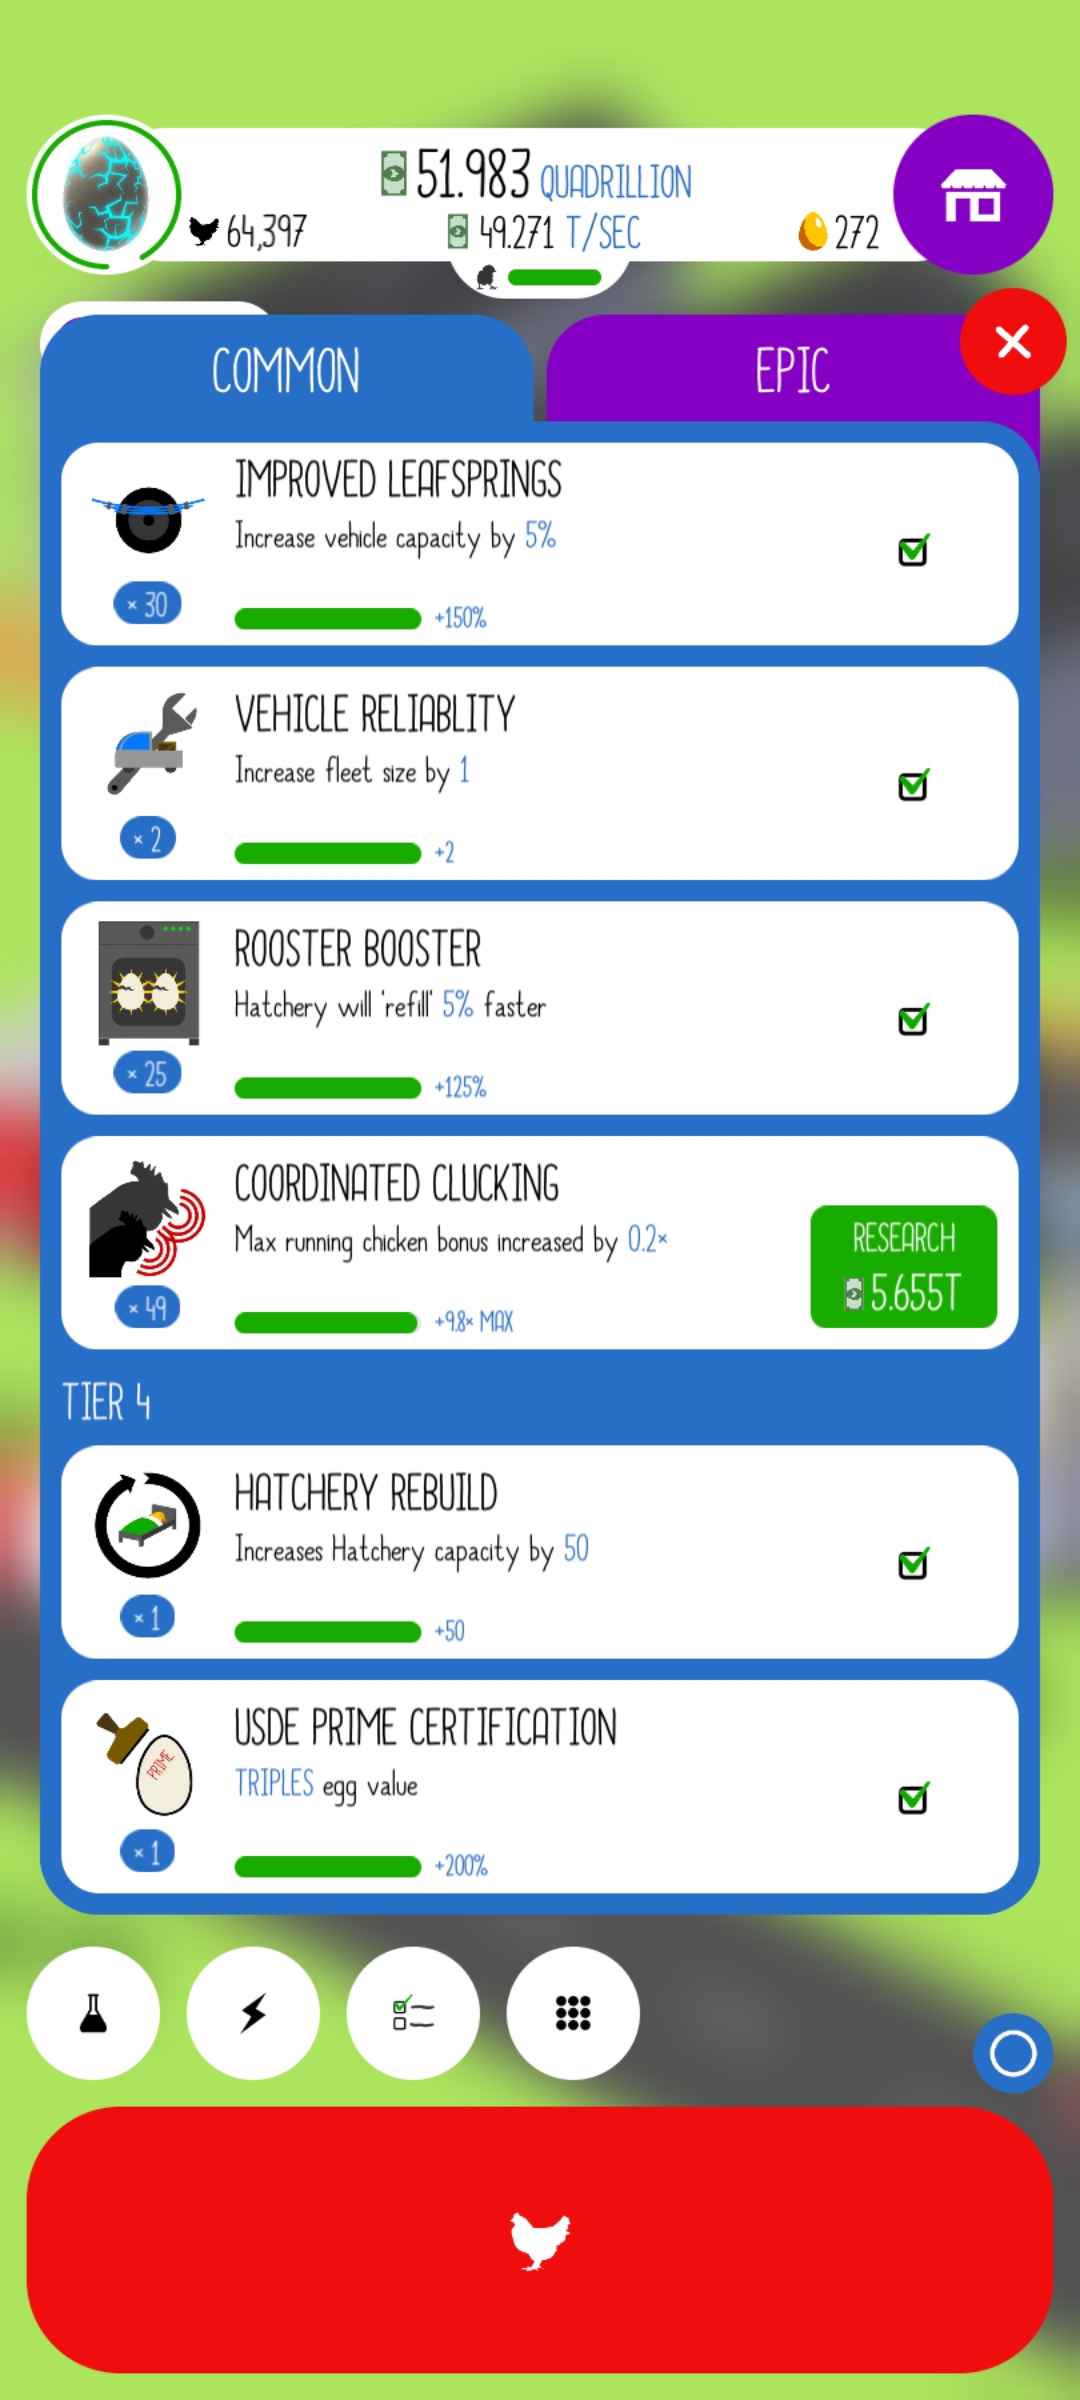 51.983 QUADRILLION
64,397
49.271 T/SEC
272
COMMON
EPIC
IMPROVED LEAFSPRINGS
Increase vehicle capacity by 5%
× 30
+150%
VEHICLE RELIABLITY
Increase fleet size by 1
× 2
+2
ROOSTER BOOSTER
Hatchery will 'refill' 5% faster
× 25
+125%
COORDINATED CLUCKING
Max running chicken bonus increased by 0.2×
RESEARCH
5.655T
× 49
+9.8× MAX
TIER 4
HATCHERY REBUILD
Increases Hatchery capacity by 50
× 1
+50
USDE PRIME CERTIFICATION
PRIME
TRIPLES egg value
× 1
+200%